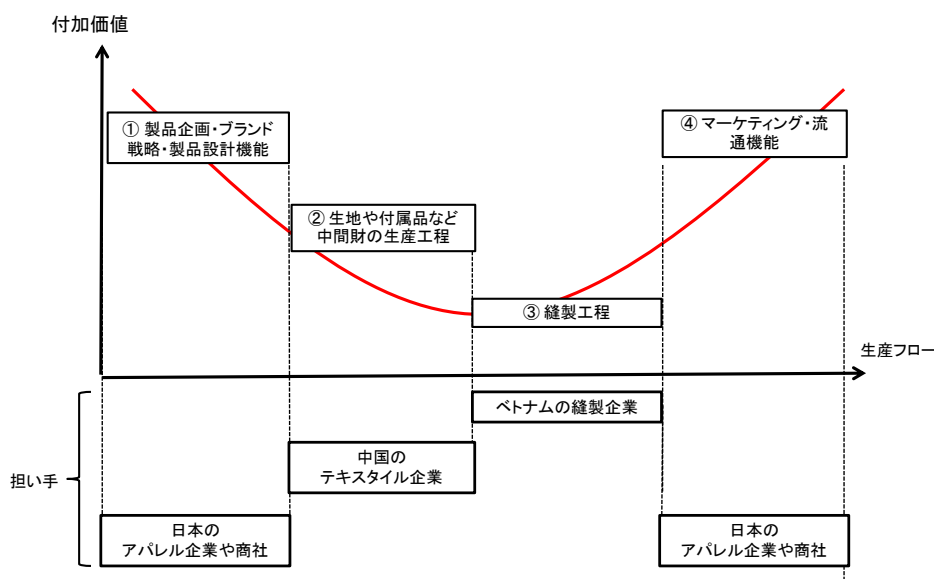 付加価値
① 製品企画・ブランド
戦略・製品設計機能
④ マーケティング・流
通機能
② 生地や付属品など
中間財の生産工程
③ 縫製工程
生産フロー
ベトナムの縫製企業
中国の
テキスタイル企業
担い手
日本の
アパレル企業や商社
日本の
アパレル企業や商社